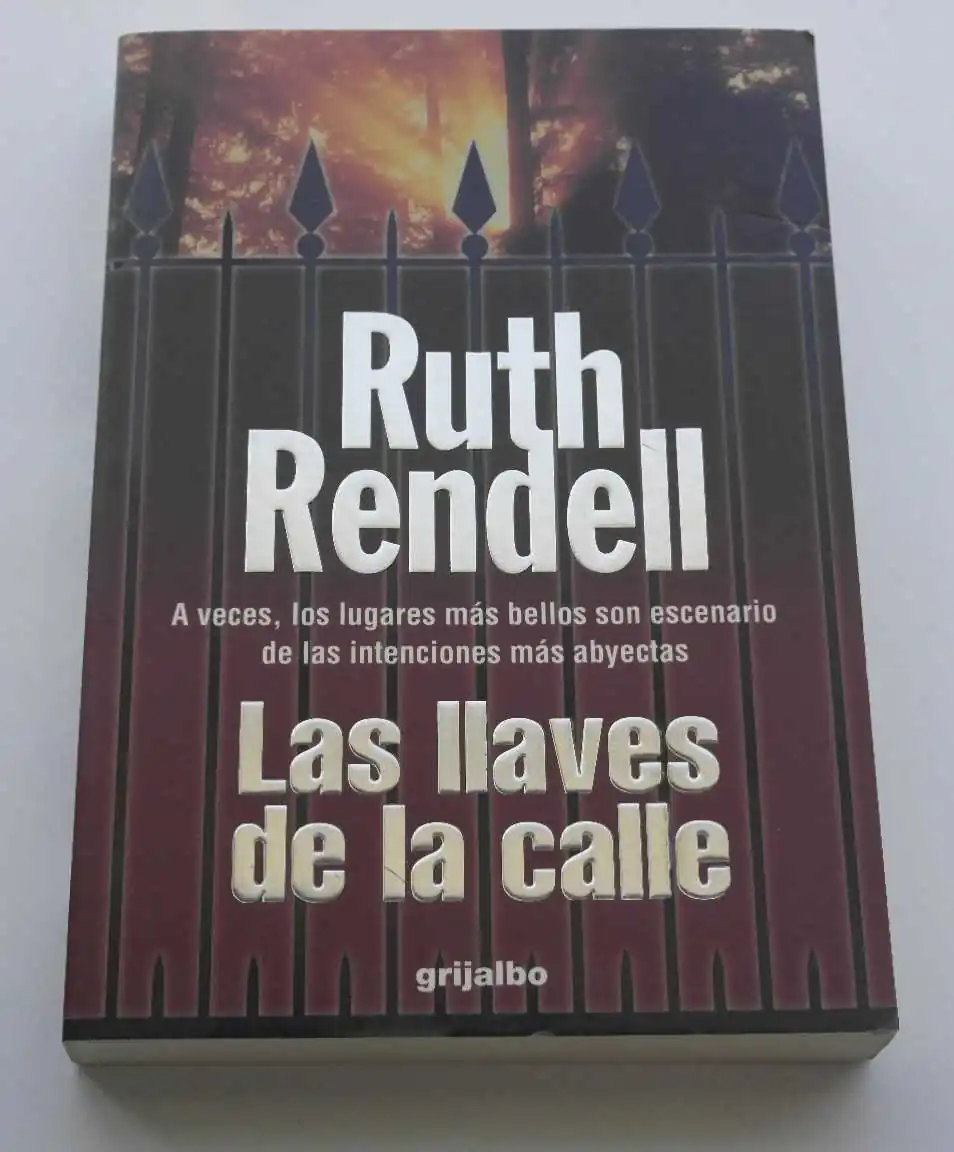 Ruth
Rendell
A veces, los lugares más bellos son escenario
de las intenciones más abyectas
Las llaves
de la calle
grijalbo